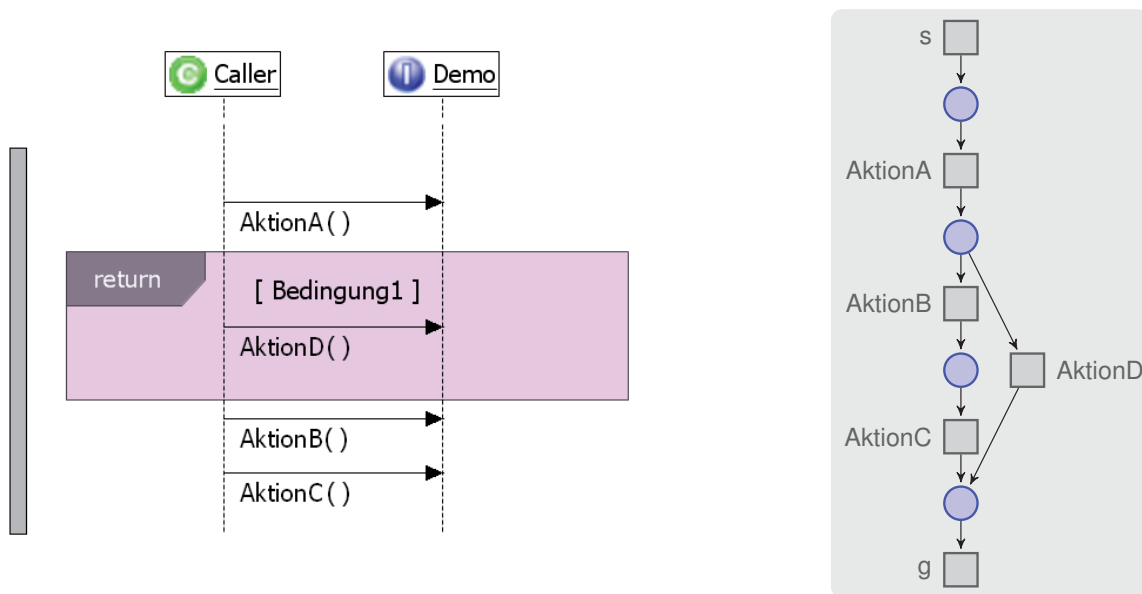 C Caller
I Demo
AktionA()
return
[ Bedingung1 ]
AktionD()
AktionB()
AktionC()
s
AktionA
AktionB
AktionD
AktionC
g